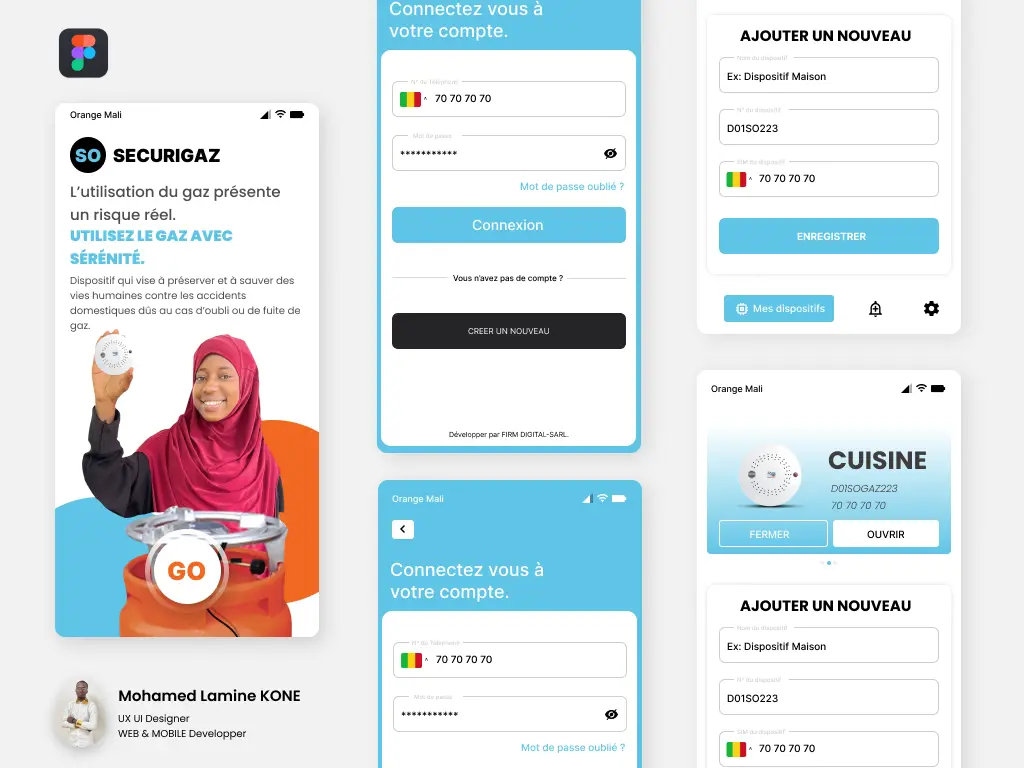 Orange Mali
SO SECURIGAZ
L'utilisation du gaz présente
un risque réel.
UTILISEZ LE GAZ AVEC
SÉRÉNITÉ.
Dispositif qui vise à préserver et à sauver des
vies humaines contre les accidents
domestiques dûs au cas d'oubli ou de fuite de
gaz.
GO
Mohamed Lamine KONE
UX UI Designer
WEB & MOBILE Developper
Connectez vous à
votre compte.
N° du Téléphone
70 70 70 70
Mot de passe
***********
Mot de passe oublié ?
Connexion
Vous n'avez pas de compte ?
CREER UN NOUVEAU
Développer par FIRM DIGITAL-SARL.
Orange Mali
Connectez vous à
votre compte.
N° du Téléphone
70 70 70 70
Mot de passe
***********
Mot de passe oublié ?
AJOUTER UN NOUVEAU
Nom du dispositif
Ex: Dispositif Maison
N° du dispositif
D01SO223
SIM du dispositif
70 70 70 70
ENREGISTRER
Mes dispositifs
Orange Mali
CUISINE
D01SOGAZ223
70 70 70 70
FERMER
OUVRIR
AJOUTER UN NOUVEAU
Nom du dispositif
Ex: Dispositif Maison
N° du dispositif
D01SO223
SIM du dispositif
70 70 70 70